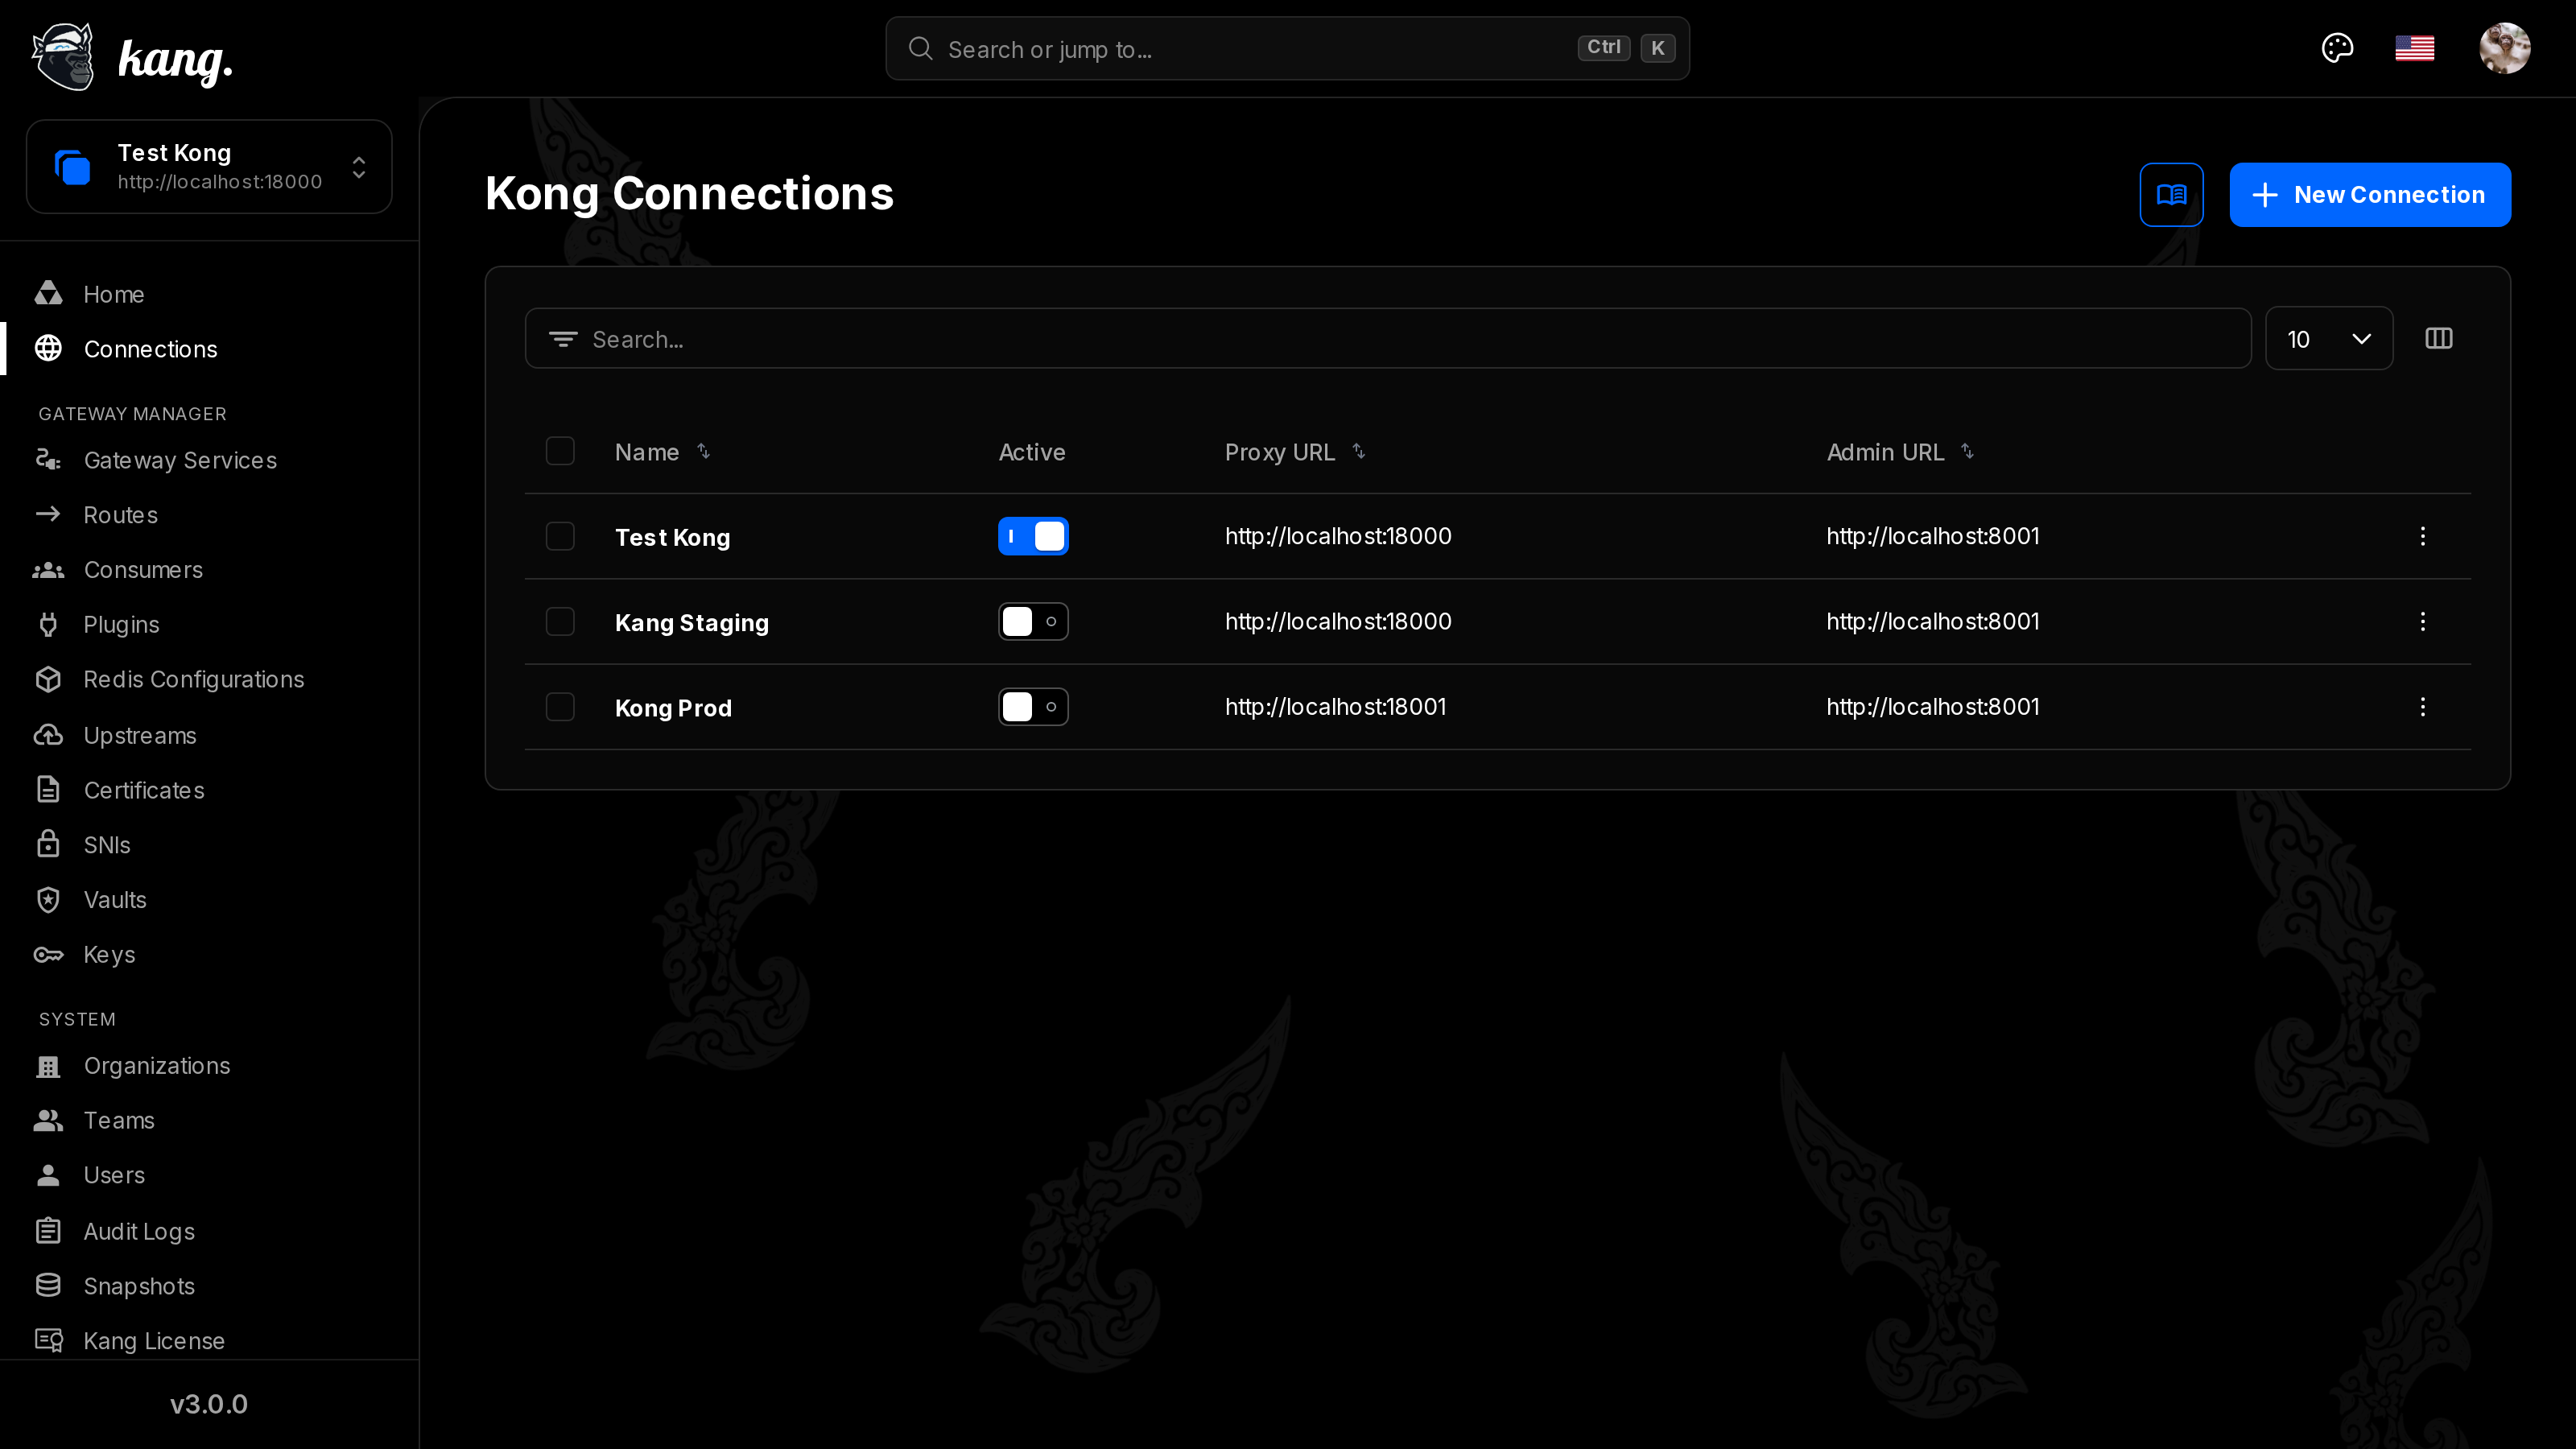 kang.
Search or jump to...
Ctrl K
Test Kong
http://localhost:18000
Home
Connections
GATEWAY MANAGER
Gateway Services
Routes
Consumers
Plugins
Redis Configurations
Upstreams
Certificates
SNIs
Vaults
Keys
SYSTEM
Organizations
Teams
Users
Audit Logs
Snapshots
Kang License
v3.0.0
Kong Connections
New Connection
Search...
10
Name Active Proxy URL Admin URL
Test Kong http://localhost:18000 http://localhost:8001
Kang Staging http://localhost:18000 http://localhost:8001
Kong Prod http://localhost:18001 http://localhost:8001